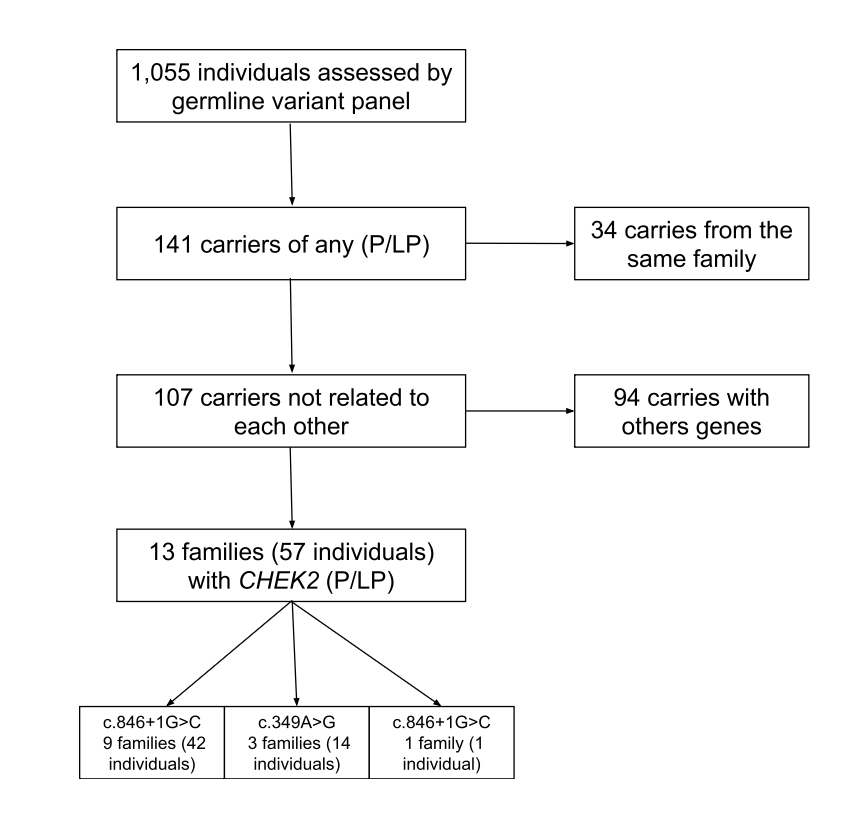 1,055 individuals assessed by
germline variant panel
141 carriers of any (P/LP)
34 carries from the
same family
107 carriers not related to
each other
94 carries with
others genes
13 families (57 individuals)
with CHEK2 (P/LP)
c.846+1G>C
9 families (42
individuals)
c.349A>G
3 families (14
individuals)
c.846+1G>C
1 family (1
individual)